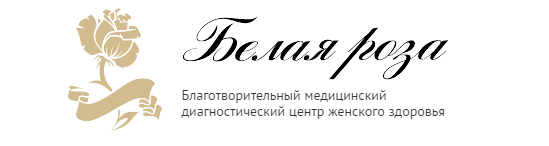 Белая роза
Благотворительный медицинский
диагностический центр женского здоровья